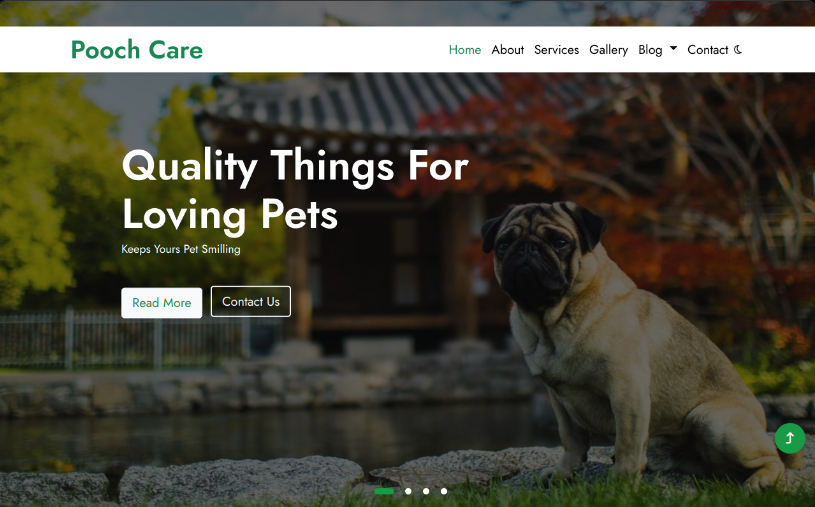 Pooch Care
Home About Services Gallery Blog Contact
Quality Things For
Loving Pets
Keeps Yours Pet Smilling
Read More Contact Us